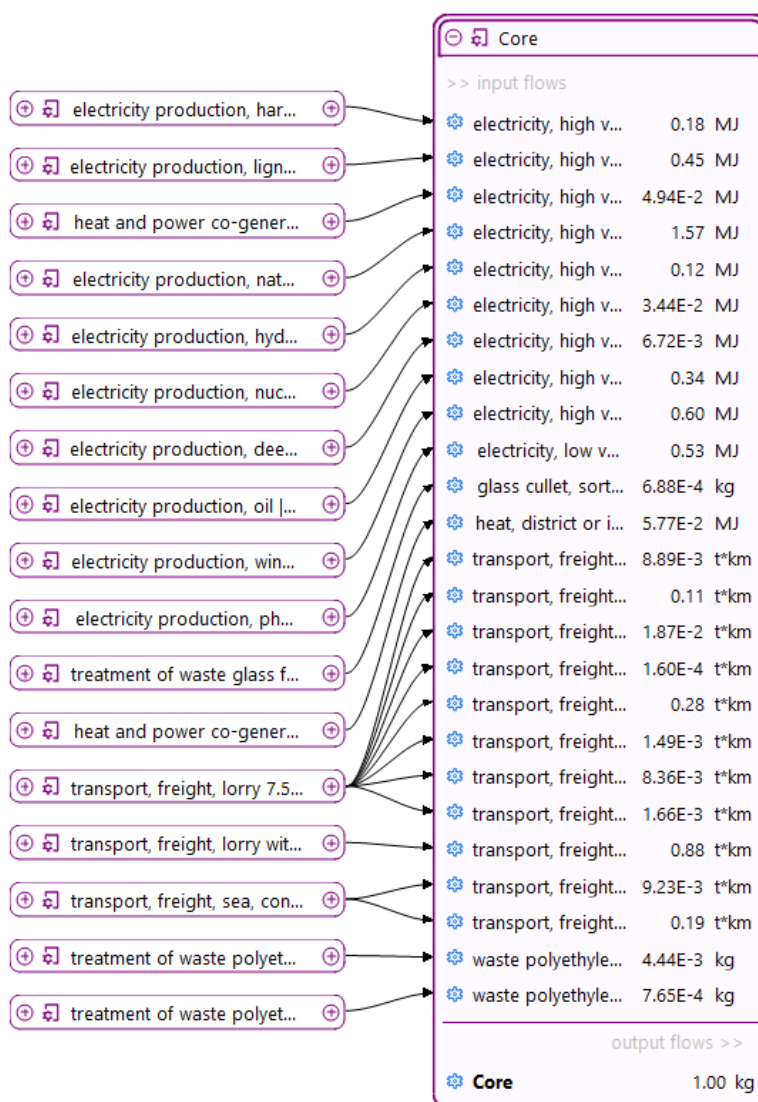 Core
>> input flows
electricity production, har...
electricity, high v... 0.18 MJ
electricity production, lign...
electricity, high v... 0.45 MJ
heat and power co-gener...
electricity, high v... 4.94E-2 MJ
electricity production, nat...
electricity, high v... 1.57 MJ
electricity production, hyd...
electricity, high v... 0.12 MJ
electricity production, nuc...
electricity, high v... 3.44E-2 MJ
electricity production, dee...
electricity, high v... 6.72E-3 MJ
electricity production, oil |...
electricity, high v... 0.34 MJ
electricity production, win...
electricity, high v... 0.60 MJ
electricity production, ph...
electricity, low v... 0.53 MJ
treatment of waste glass f...
glass cullet, sort... 6.88E-4 kg
heat and power co-gener...
heat, district or i... 5.77E-2 MJ
transport, freight, lorry 7.5...
transport, freight... 8.89E-3 t*km
transport, freight... 0.11 t*km
transport, freight... 1.87E-2 t*km
transport, freight... 1.60E-4 t*km
transport, freight... 0.28 t*km
transport, freight... 1.49E-3 t*km
transport, freight... 8.36E-3 t*km
transport, freight... 1.66E-3 t*km
transport, freight, lorry wit...
transport, freight... 0.88 t*km
transport, freight, sea, con...
transport, freight... 9.23E-3 t*km
transport, freight... 0.19 t*km
treatment of waste polyet...
waste polyethyle... 4.44E-3 kg
treatment of waste polyet...
waste polyethyle... 7.65E-4 kg
output flows >>
Core 1.00 kg